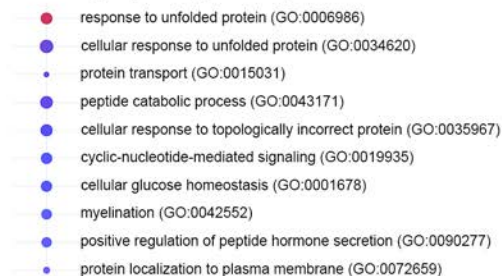 response to unfolded protein (GO:0006986)
cellular response to unfolded protein (GO:0034620)
protein transport (GO:0015031)
peptide catabolic process (GO:0043171)
cellular response to topologically incorrect protein (GO:0035967)
cyclic-nucleotide-mediated signaling (GO:0019935)
cellular glucose homeostasis (GO:0001678)
myelination (GO:0042552)
positive regulation of peptide hormone secretion (GO:0090277)
protein localization to plasma membrane (GO:0072659)